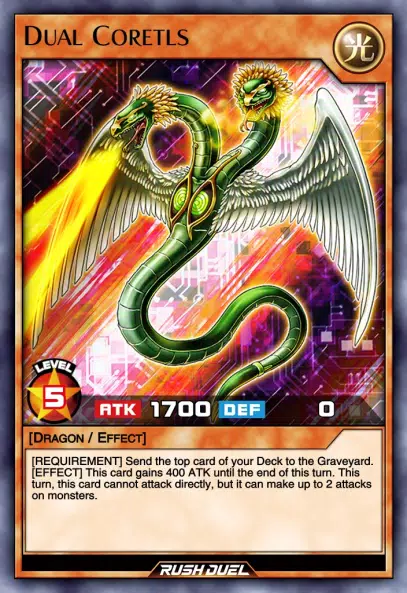 DUAL CORETLS
光
LEVEL
5
ATK 1700 DEF 0
[DRAGON / EFFECT]
[REQUIREMENT] Send the top card of your Deck to the Graveyard.
[EFFECT] This card gains 400 ATK until the end of this turn. This
turn, this card cannot attack directly, but it can make up to 2 attacks
on monsters.
RUSH DUEL